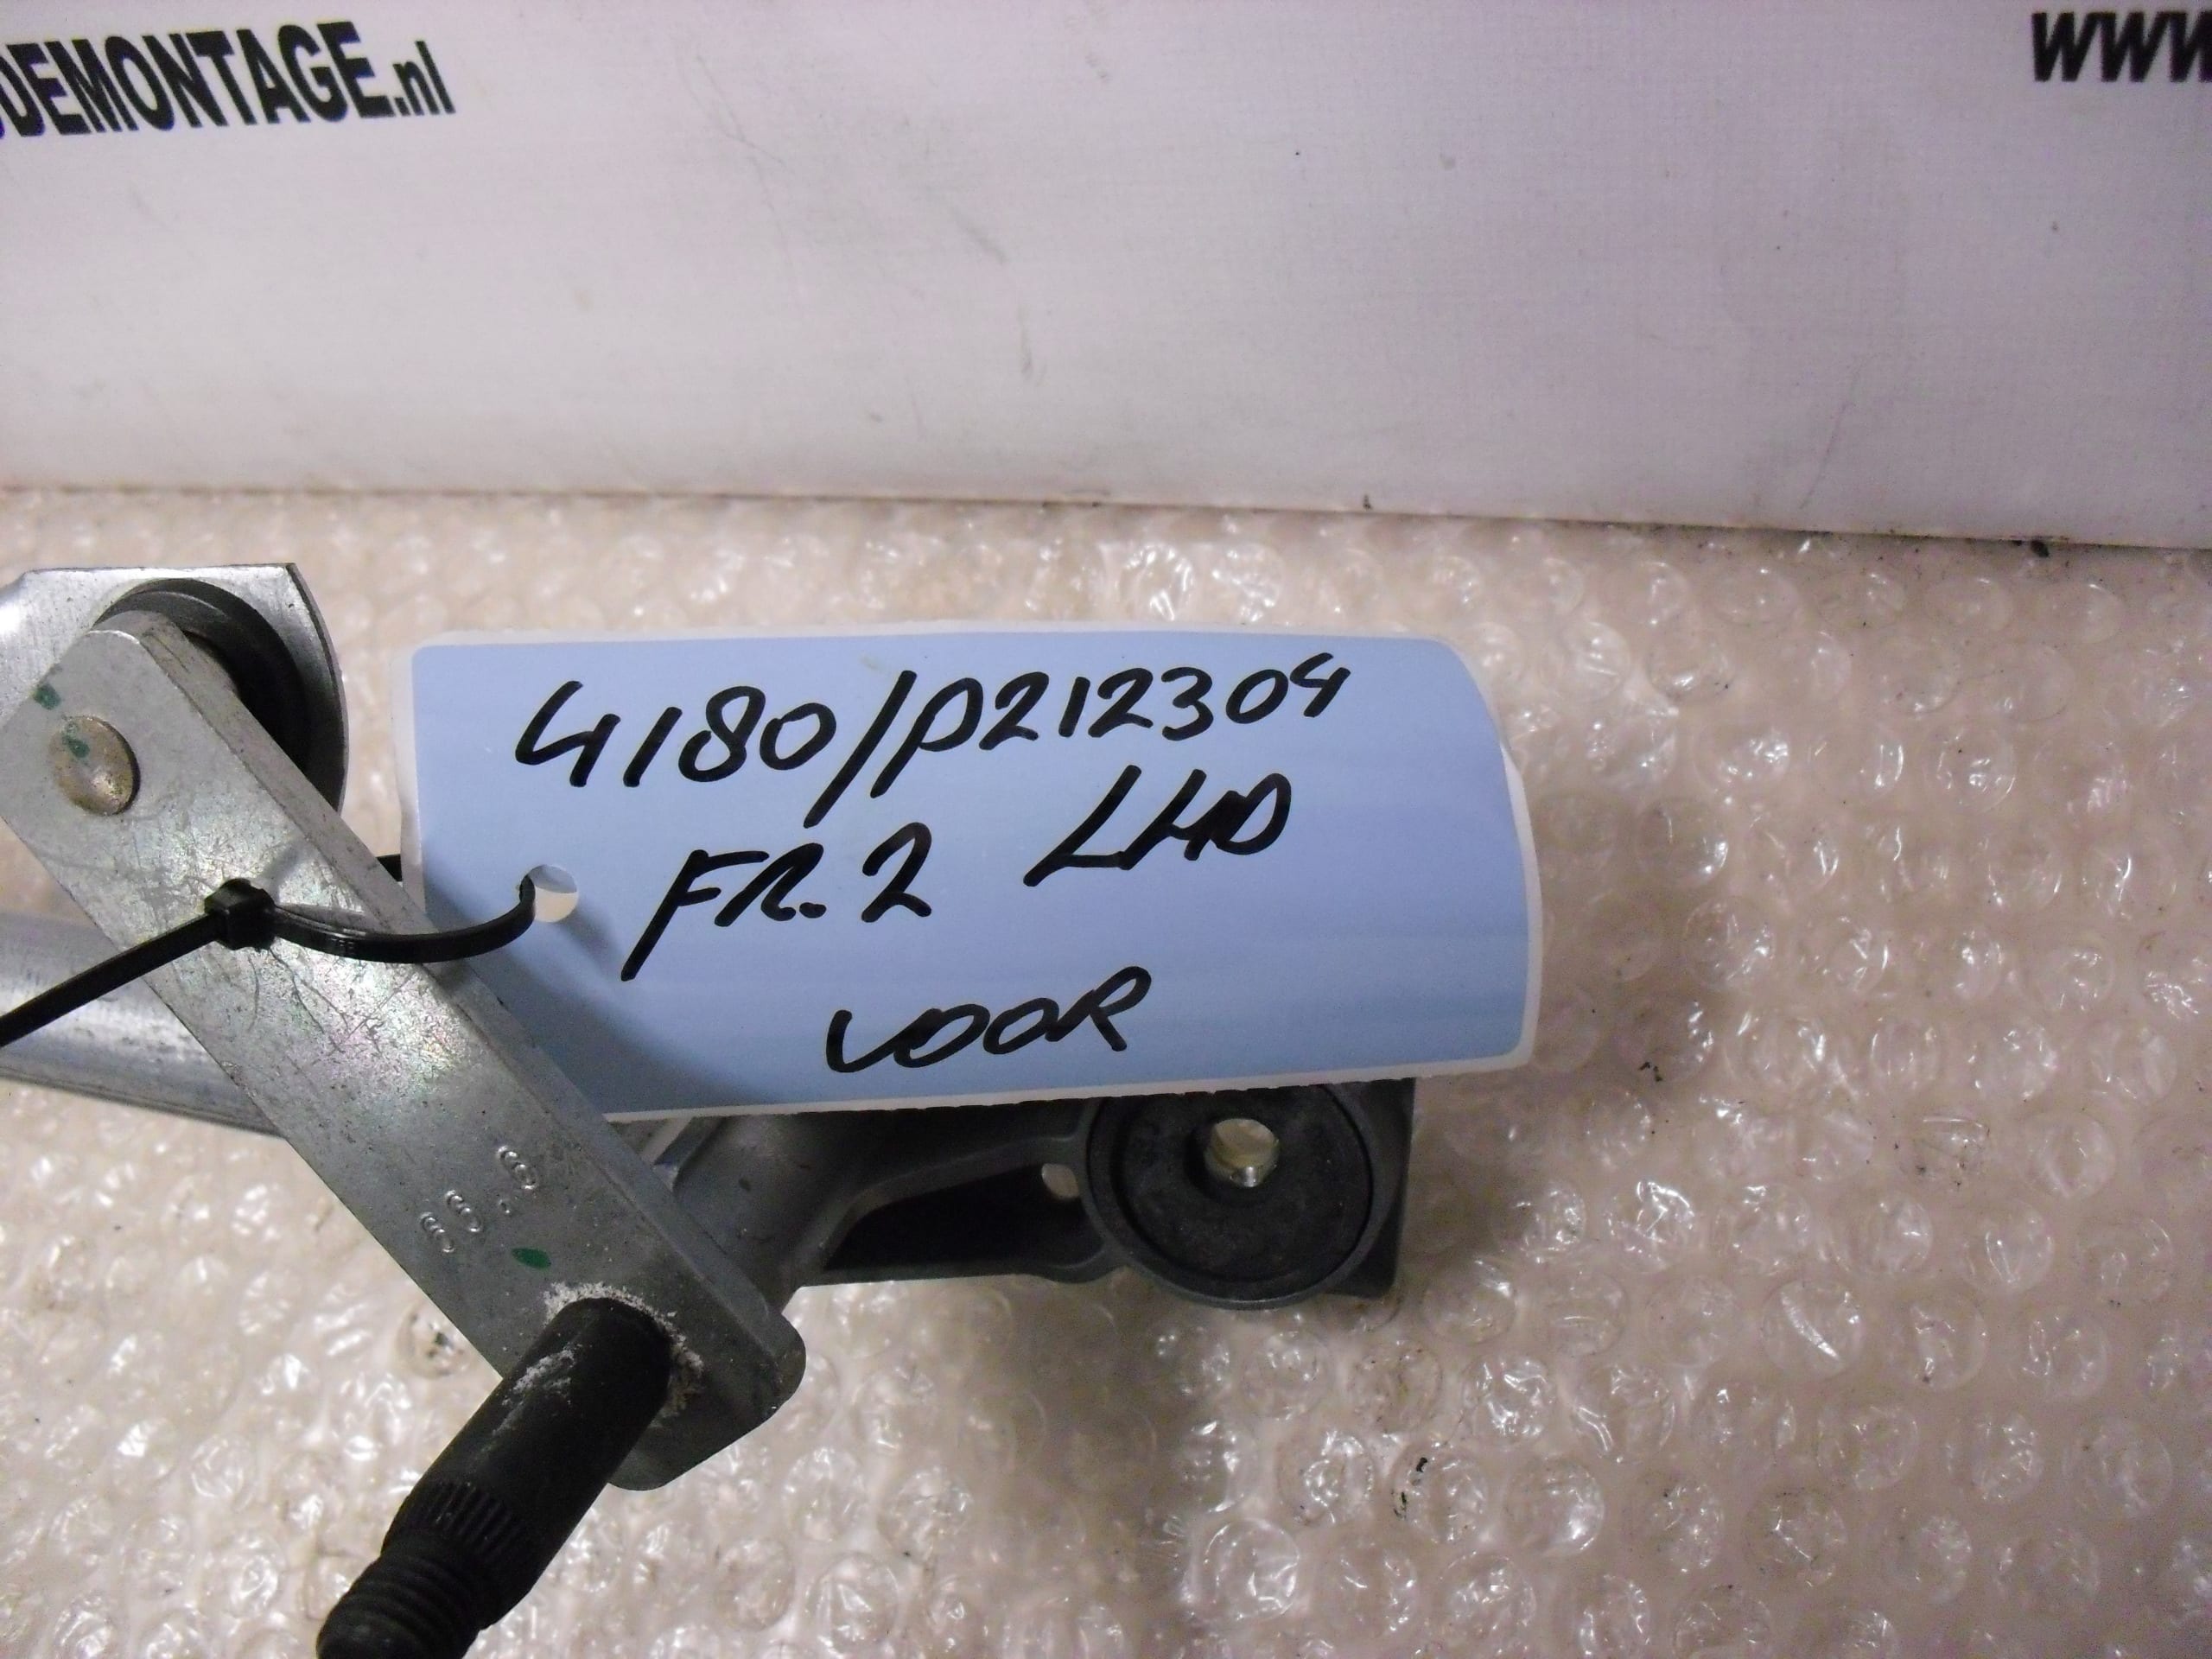 DEMONTAGE.nl
www.
4180/P212304
FR.2 LHD
VOOR